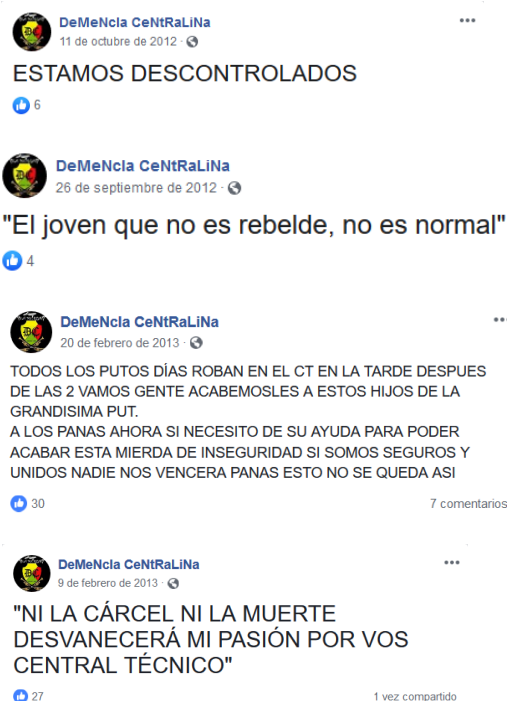 DeMeNcIa CeNtRaLiNa
11 de octubre de 2012 ·
ESTAMOS DESCONTROLADOS
6
DeMeNcIa CeNtRaLiNa
26 de septiembre de 2012 ·
"El joven que no es rebelde, no es normal"
4
DeMeNcIa CeNtRaLiNa
20 de febrero de 2013 ·
TODOS LOS PUTOS DÍAS ROBAN EN EL CT EN LA TARDE DESPUES
DE LAS 2 VAMOS GENTE ACABEMOSLES A ESTOS HIJOS DE LA
GRANDISIMA PUT.
A LOS PANAS AHORA SI NECESITO DE SU AYUDA PARA PODER
ACABAR ESTA MIERDA DE INSEGURIDAD SI SOMOS SEGUROS Y
UNIDOS NADIE NOS VENCERA PANAS ESTO NO SE QUEDA ASI
30 7 comentarios
DeMeNcIa CeNtRaLiNa
9 de febrero de 2013 ·
"NI LA CÁRCEL NI LA MUERTE
DESVANECERÁ MI PASIÓN POR VOS
CENTRAL TÉCNICO"
27 1 vez compartido